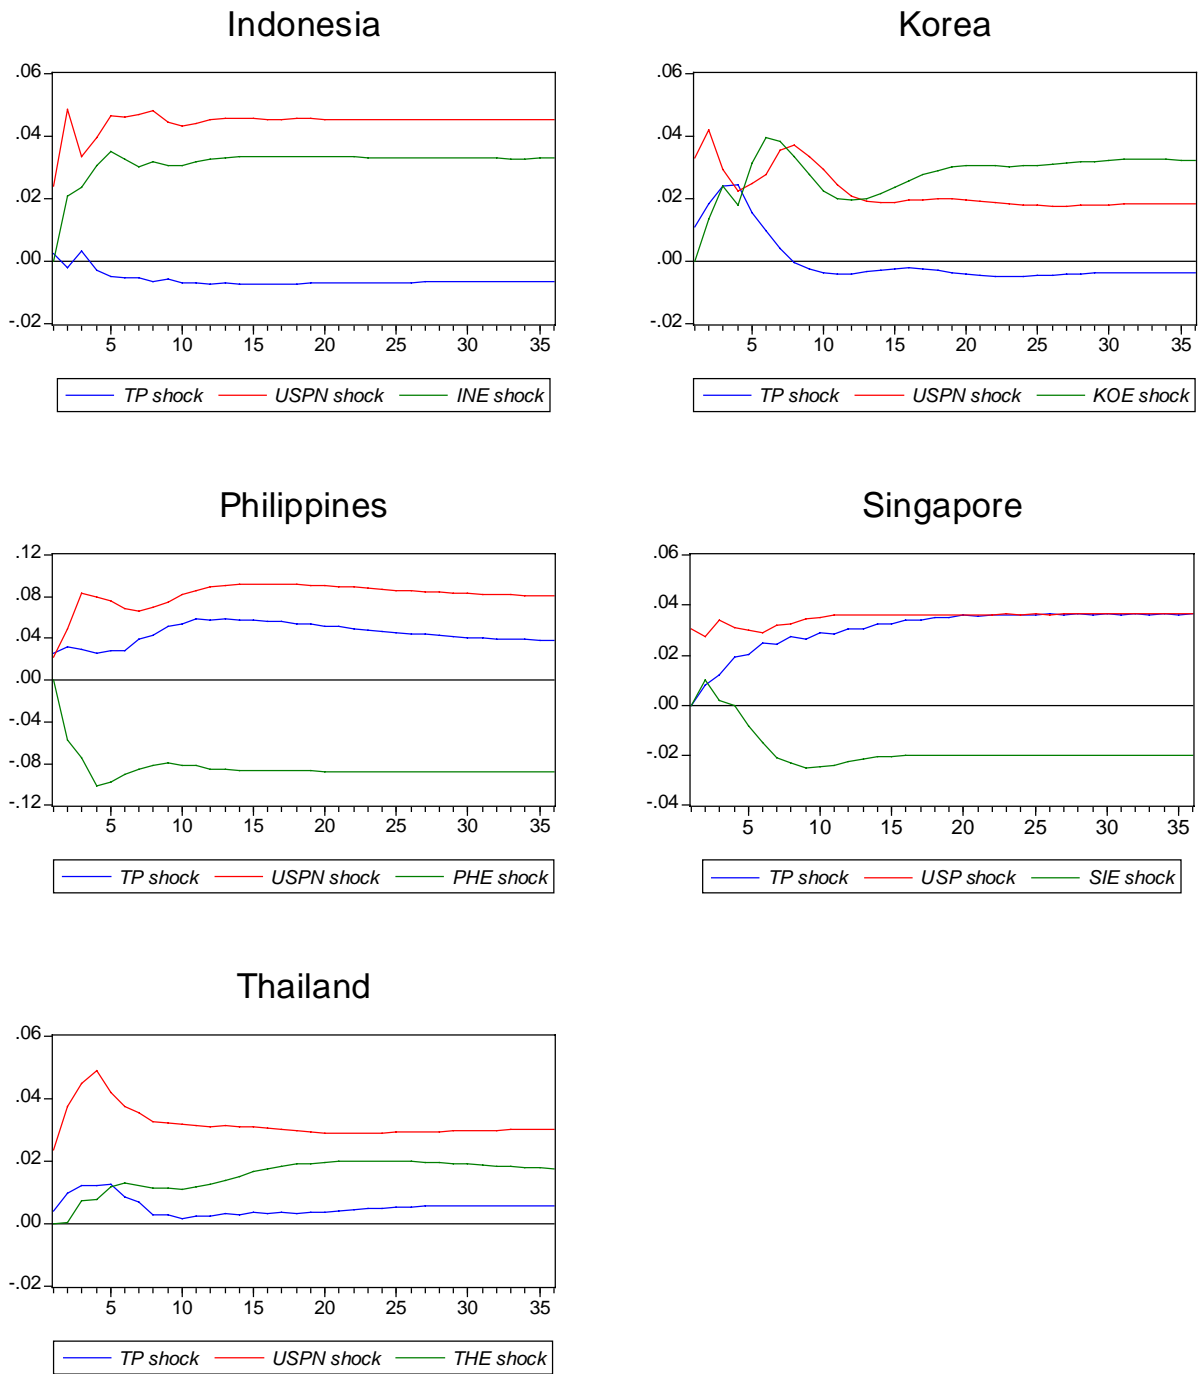 Indonesia
.06
.04
.02
.00
-.02
5 10 15 20 25 30 35
TP shock USPN shock INE shock
Korea
.06
.04
.02
.00
-.02
5 10 15 20 25 30 35
TP shock USPN shock KOE shock
Philippines
.12
.08
.04
.00
-.04
-.08
-.12
5 10 15 20 25 30 35
TP shock USPN shock PHE shock
Singapore
.06
.04
.02
.00
-.02
-.04
5 10 15 20 25 30 35
TP shock USP shock SIE shock
Thailand
.06
.04
.02
.00
-.02
5 10 15 20 25 30 35
TP shock USPN shock THE shock